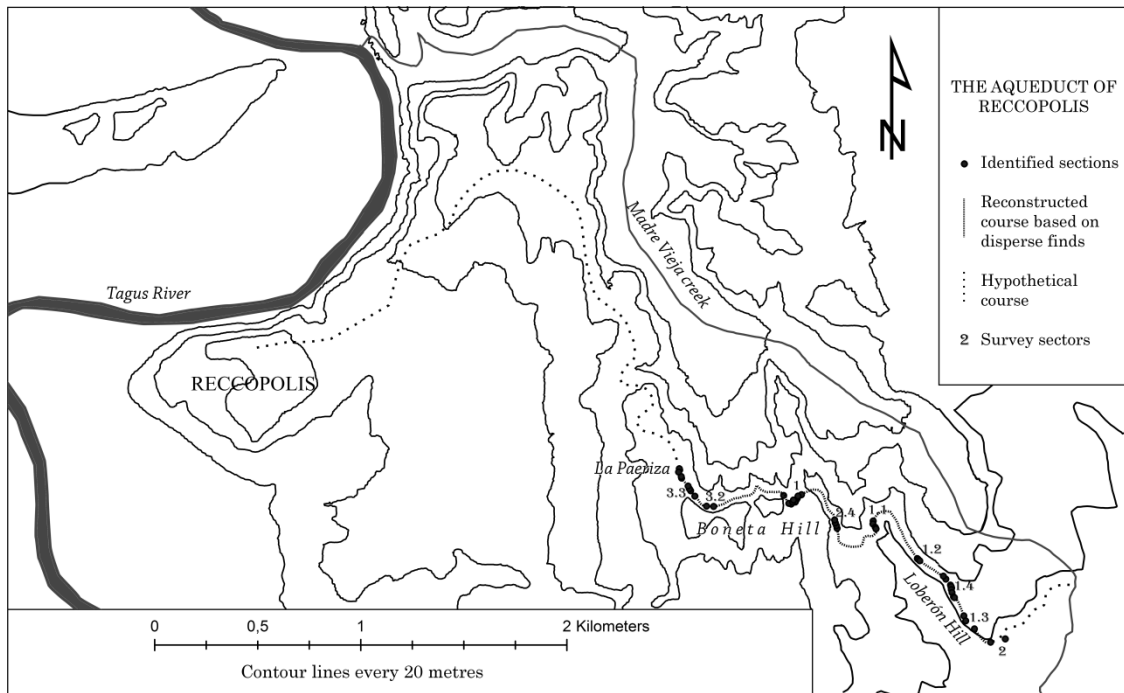 THE AQUEDUCT OF
RECCOPOLIS
N
Identified sections
Reconstructed
course based on
disperse finds
Hypothetical
course
2 Survey sectors
Tagus River
Madre Vieja creek
RECCOPOLIS
La Paeriza
3.3
3.2
1
Boneta Hill
2.4
1.1
1.2
1.4
Loberón Hill
1.3
2
0 0,5 1 2 Kilometers
Contour lines every 20 metres